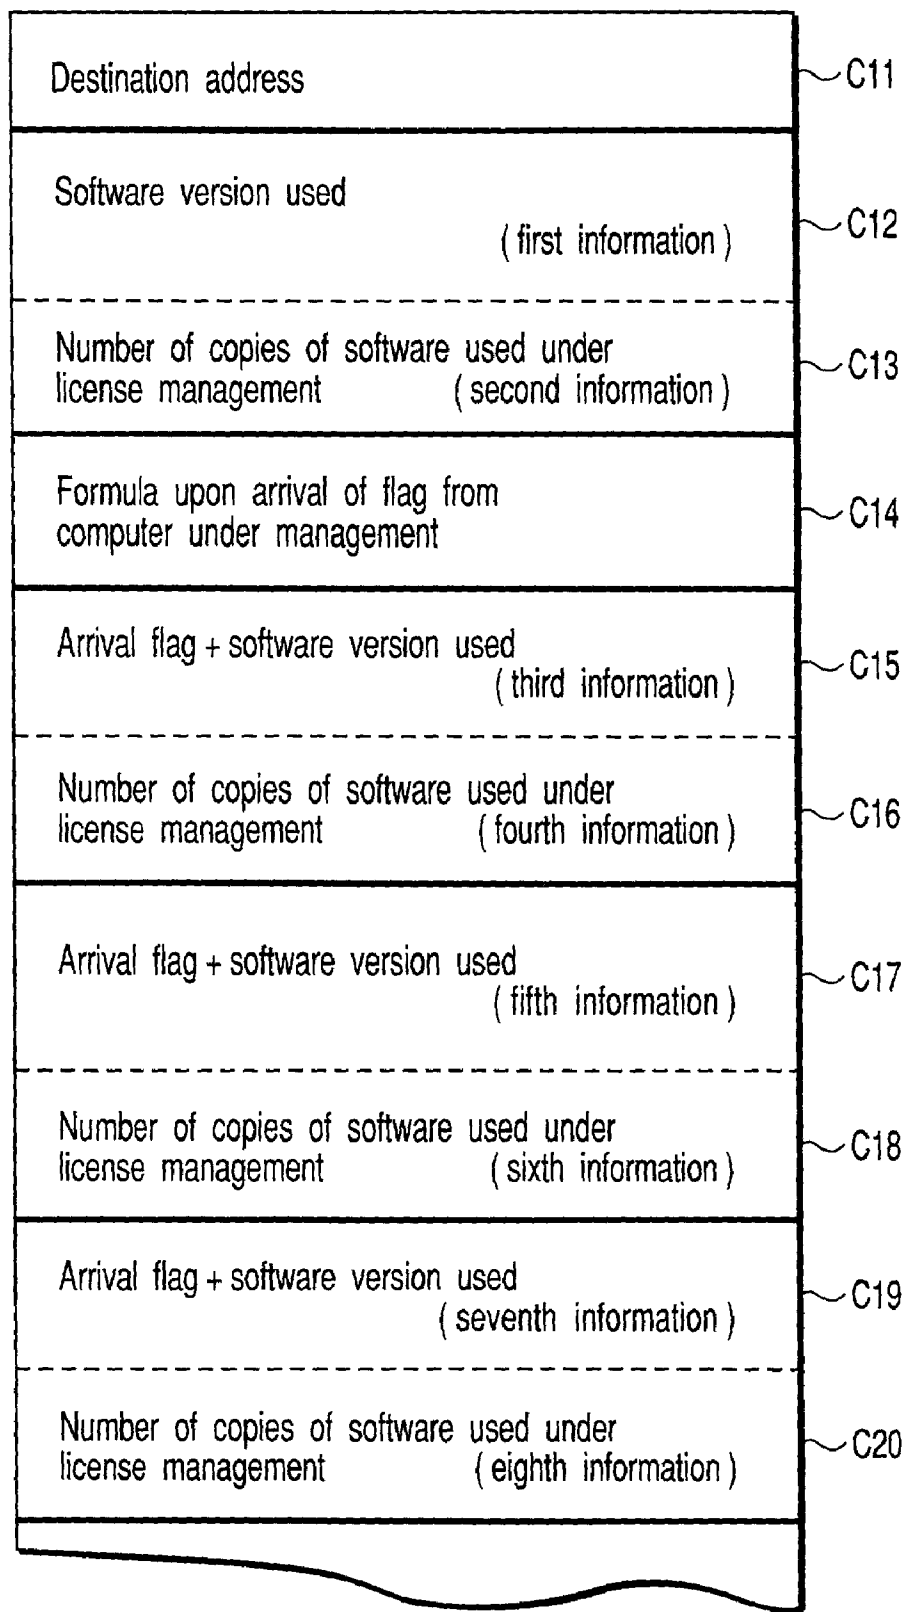 Destination address
C11
Software version used
( first information )
C12
Number of copies of software used under
license management ( second information )
C13
Formula upon arrival of flag from
computer under management
C14
Arrival flag + software version used
( third information )
C15
Number of copies of software used under
license management ( fourth information )
C16
Arrival flag + software version used
( fifth information )
C17
Number of copies of software used under
license management ( sixth information )
C18
Arrival flag + software version used
( seventh information )
C19
Number of copies of software used under
license management ( eighth information )
C20